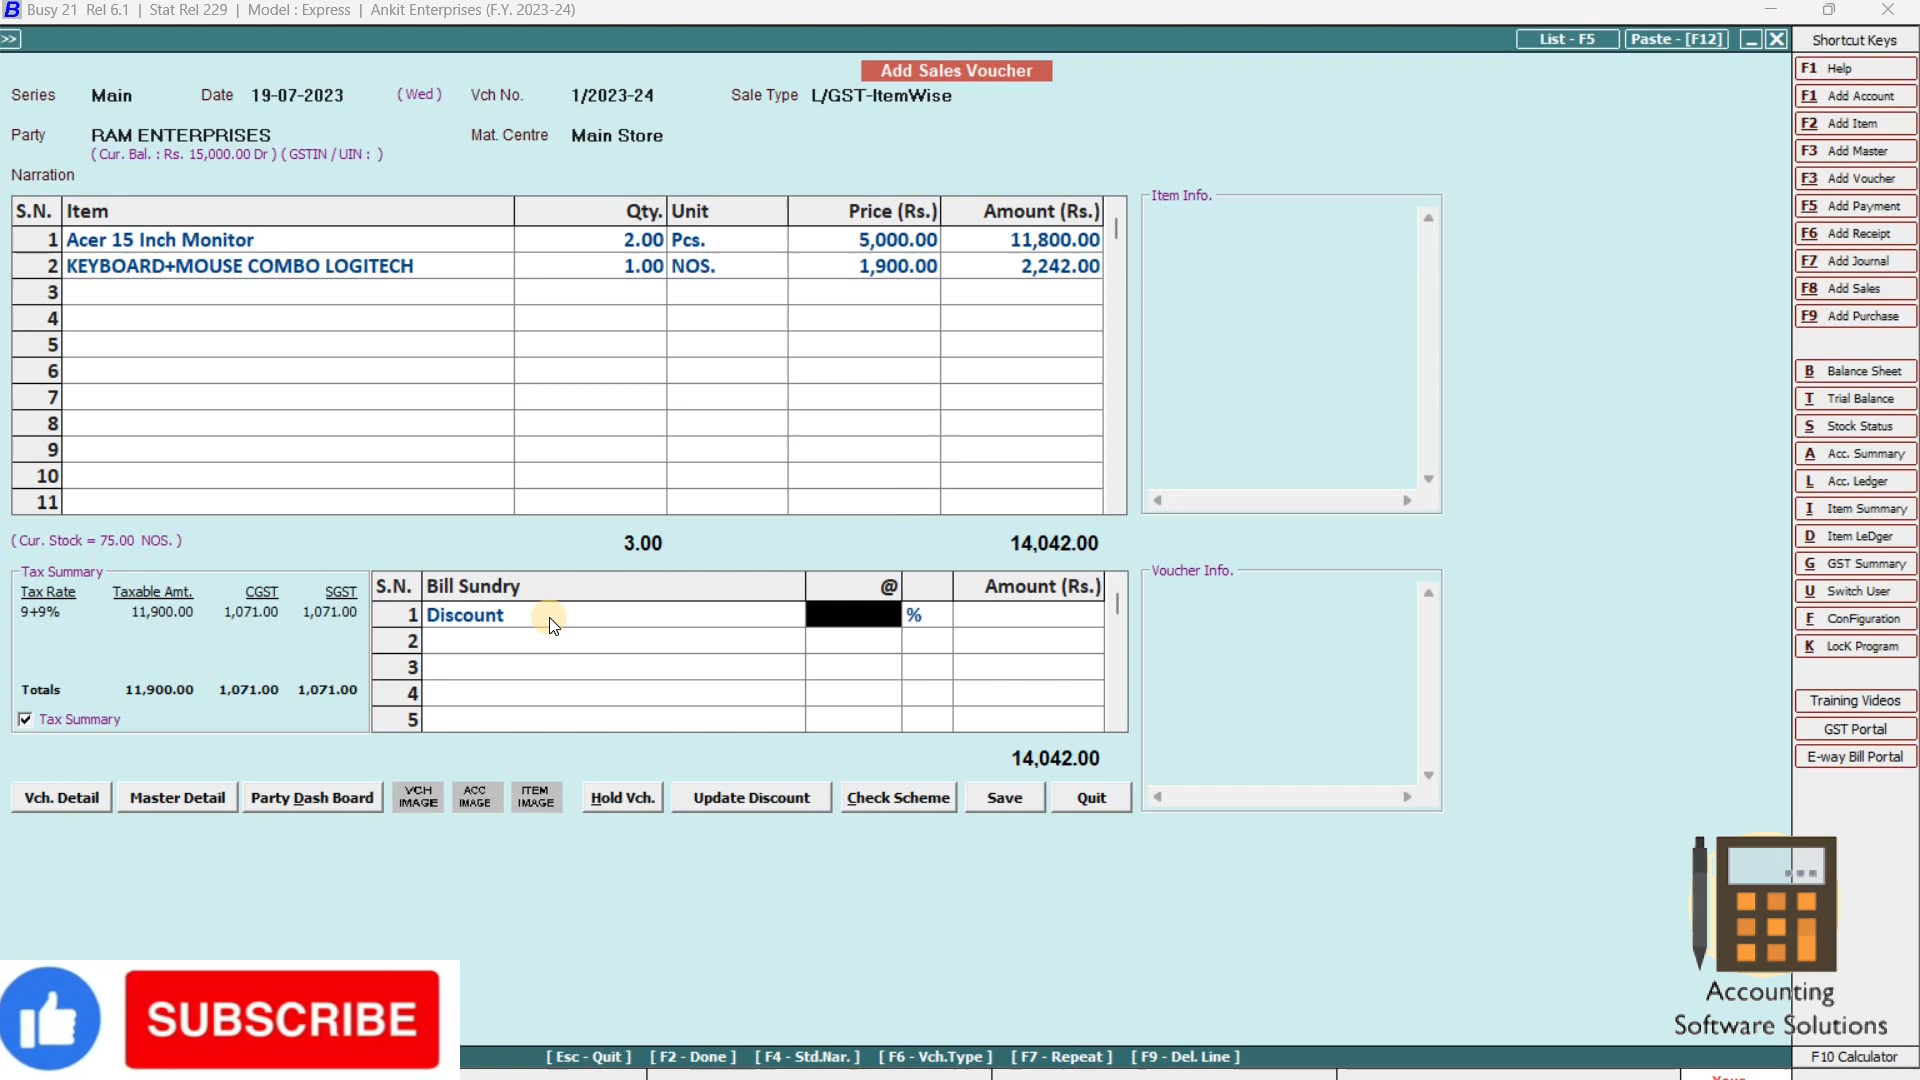 Busy 21 Rel 6.1 | Stat Rel 229 | Model : Express | Ankit Enterprises (F.Y. 2023-24)
>> List - F5 Paste - [F12]
Add Sales Voucher
Series Main Date 19-07-2023 (Wed) Vch No. 1/2023-24 Sale Type L/GST-ItemWise
Party RAM ENTERPRISES Mat. Centre Main Store
( Cur. Bal. : Rs. 15,000.00 Dr ) ( GSTIN / UIN : )
Narration
S.N. Item Qty. Unit Price (Rs.) Amount (Rs.)
1 Acer 15 Inch Monitor 2.00 Pcs. 5,000.00 11,800.00
2 KEYBOARD+MOUSE COMBO LOGITECH 1.00 NOS. 1,900.00 2,242.00
3
4
5
6
7
8
9
10
11
Item Info.
( Cur. Stock = 75.00 NOS. ) 3.00 14,042.00
Tax Summary
Tax Rate Taxable Amt. CGST SGST
9+9% 11,900.00 1,071.00 1,071.00
Totals 11,900.00 1,071.00 1,071.00
Tax Summary
S.N. Bill Sundry @ Amount (Rs.)
1 Discount %
2
3
4
5
14,042.00
Voucher Info.
Vch. Detail Master Detail Party Dash Board VCH IMAGE ACC IMAGE ITEM IMAGE Hold Vch. Update Discount Check Scheme Save Quit
Shortcut Keys
F1 Help
F1 Add Account
F2 Add Item
F3 Add Master
F3 Add Voucher
F5 Add Payment
F6 Add Receipt
F7 Add Journal
F8 Add Sales
F9 Add Purchase
B Balance Sheet
T Trial Balance
S Stock Status
A Acc. Summary
L Acc. Ledger
I Item Summary
D Item LeDger
G GST Summary
U Switch User
F ConFiguration
K LocK Program
Training Videos
GST Portal
E-way Bill Portal
Accounting
Software Solutions
SUBSCRIBE
[ Esc - Quit ] [ F2 - Done ] [ F4 - Std.Nar. ] [ F6 - Vch.Type ] [ F7 - Repeat ] [ F9 - Del. Line ]
F10 Calculator